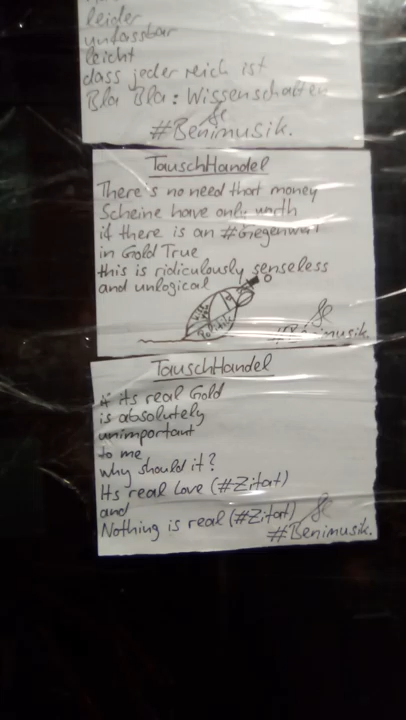 leider
unfassbar
leicht
dass jeder reich ist
Bla Bla: Wissenschaften
#Benimusik.
TauschHandel
There's no need that money
Scheine have only worth
if there is an #Gegenwert
in Gold True
this is ridiculously senseless
and unlogical
Politik
#Benimusik.
TauschHandel
if its real Gold
is absolutely
unimportant
to me
why should it?
Its real Love (#Zitat)
and
Nothing is real (#Zitat)
#Benimusik.